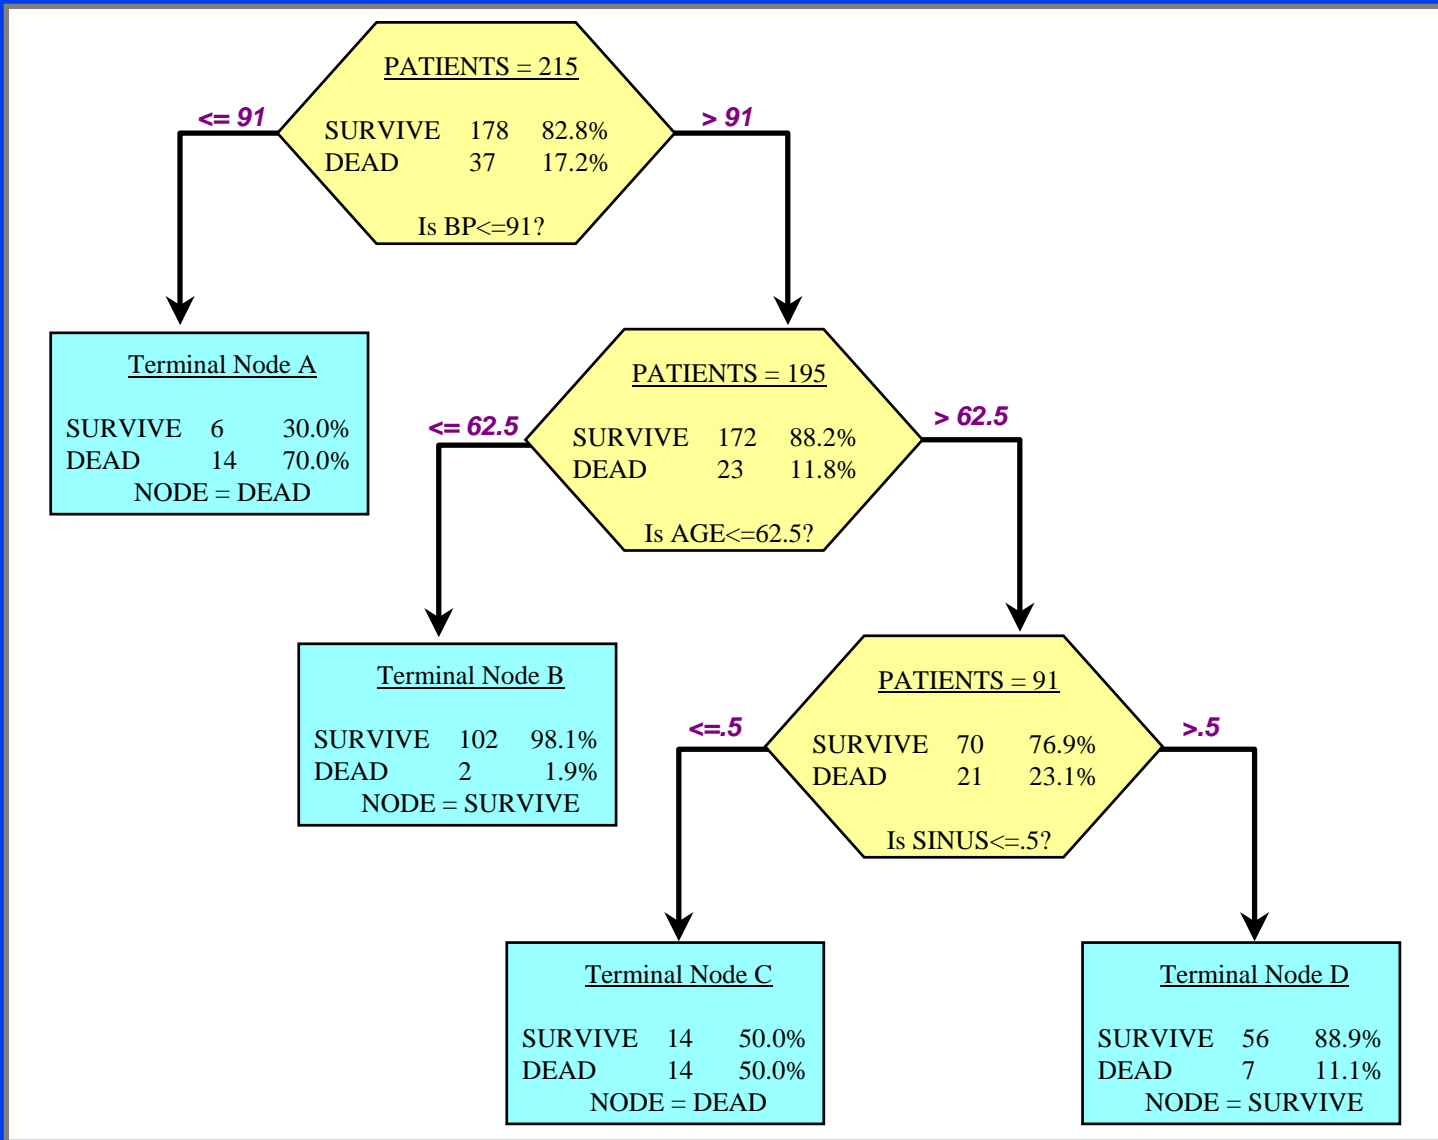 PATIENTS = 215
<= 91
> 91
SURVIVE 178 82.8%
DEAD 37 17.2%
Is BP<=91?
Terminal Node A
SURVIVE 6 30.0%
DEAD 14 70.0%
NODE = DEAD
PATIENTS = 195
<= 62.5
> 62.5
SURVIVE 172 88.2%
DEAD 23 11.8%
Is AGE<=62.5?
Terminal Node B
SURVIVE 102 98.1%
DEAD 2 1.9%
NODE = SURVIVE
PATIENTS = 91
<=.5
>.5
SURVIVE 70 76.9%
DEAD 21 23.1%
Is SINUS<=.5?
Terminal Node C
SURVIVE 14 50.0%
DEAD 14 50.0%
NODE = DEAD
Terminal Node D
SURVIVE 56 88.9%
DEAD 7 11.1%
NODE = SURVIVE